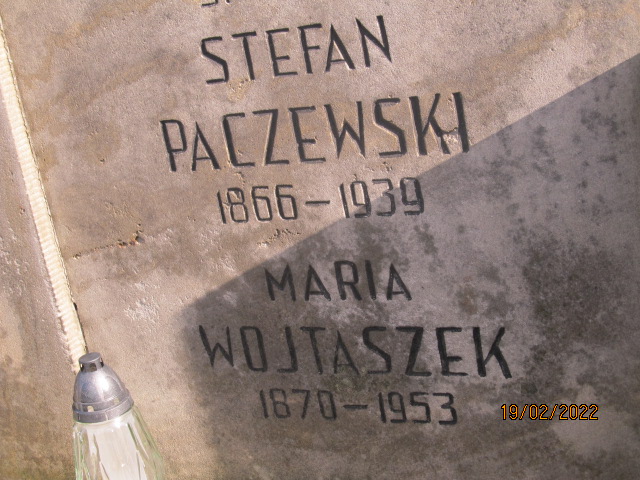 STEFAN
PACZEWSKI
1866-1939
MARIA
WOJTASZEK
1870-1953
19/02/2022